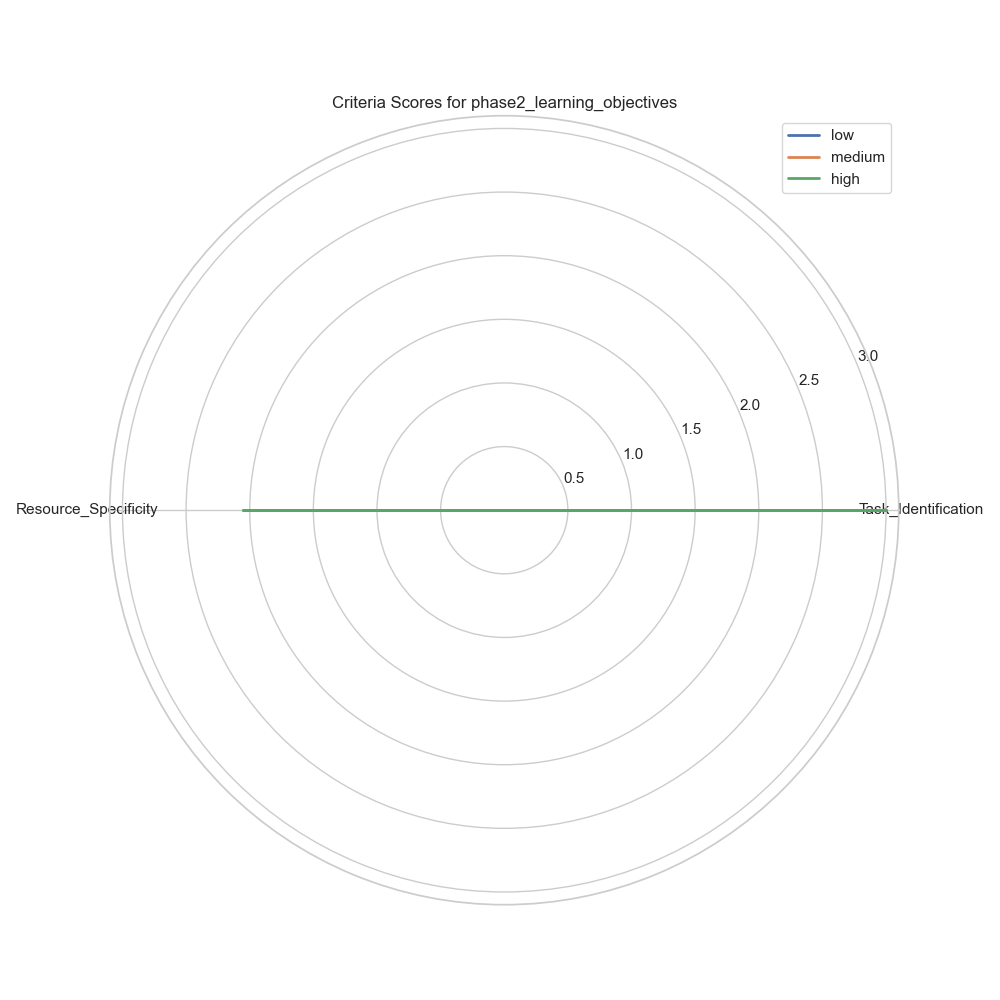 Criteria Scores for phase2_learning_objectives
low
medium
high
3.0
2.5
2.0
1.5
1.0
0.5
Resource_Specificity
Task_Identification